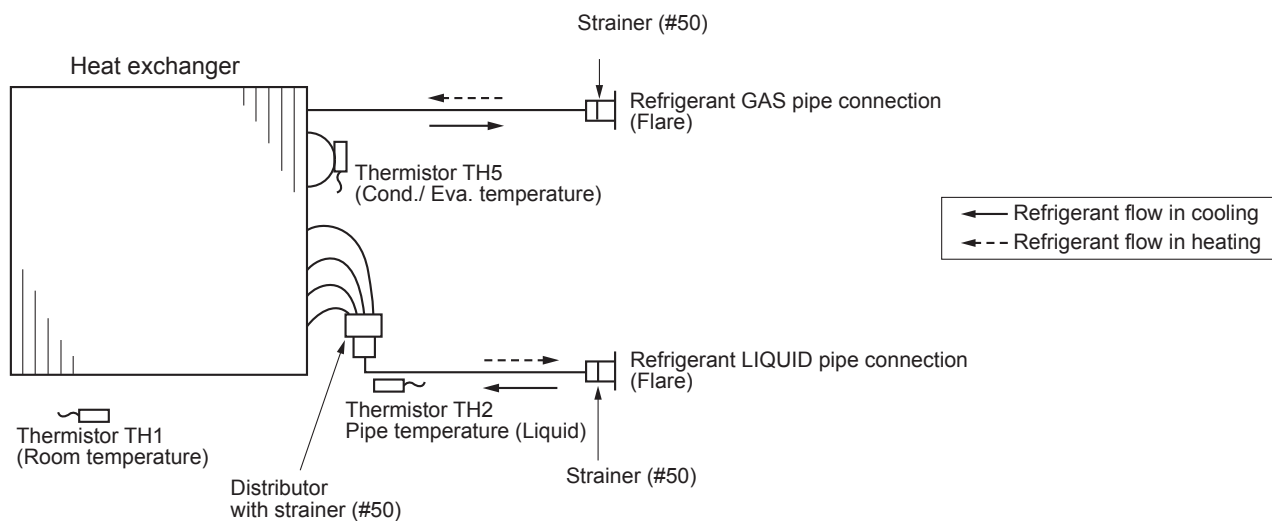 Strainer (#50)
Heat exchanger
Refrigerant GAS pipe connection
(Flare)
Thermistor TH5
(Cond./ Eva. temperature)
Refrigerant flow in cooling
Refrigerant flow in heating
Refrigerant LIQUID pipe connection
(Flare)
Thermistor TH2
Pipe temperature (Liquid)
Thermistor TH1
(Room temperature)
Strainer (#50)
Distributor
with strainer (#50)